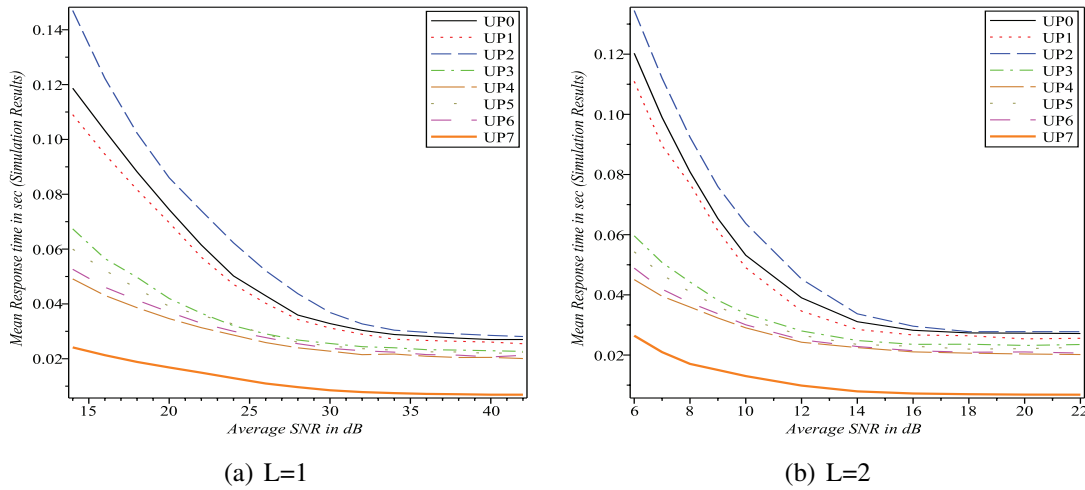 Mean Response time in sec (Simulation Results)
0.14
0.12
0.10
0.08
0.06
0.04
0.02
15 20 25 30 35 40
Average SNR in dB
UP0
UP1
UP2
UP3
UP4
UP5
UP6
UP7
(a) L=1
Mean Response time in sec (Simulation Results)
0.12
0.10
0.08
0.06
0.04
0.02
6 8 10 12 14 16 18 20 22
Average SNR in dB
UP0
UP1
UP2
UP3
UP4
UP5
UP6
UP7
(b) L=2